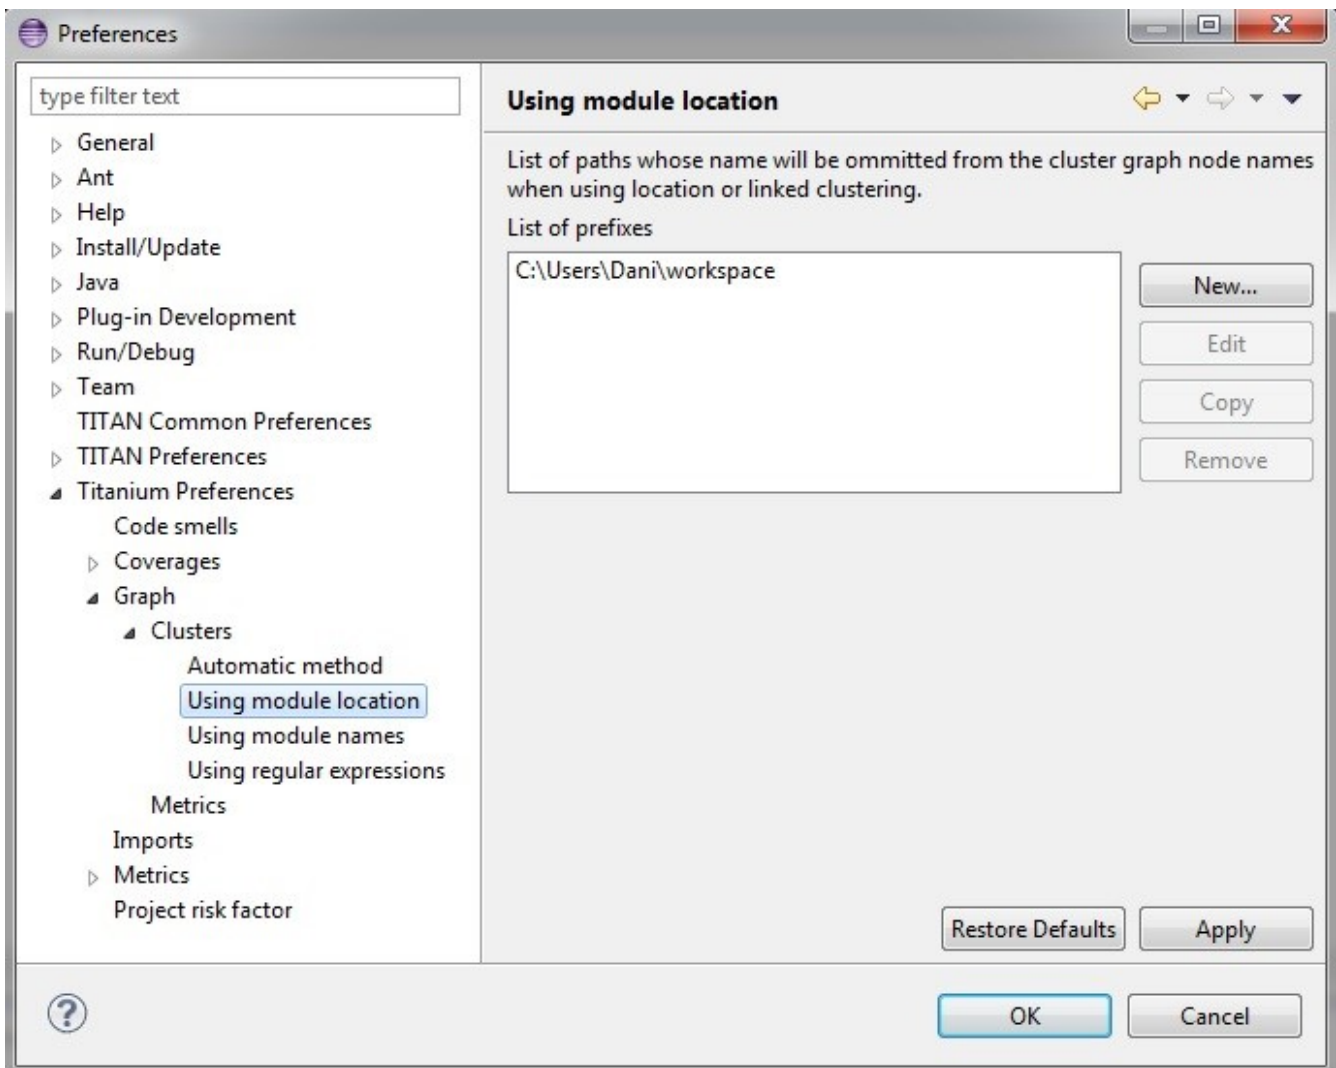 Preferences
type filter text
General
Ant
Help
Install/Update
Java
Plug-in Development
Run/Debug
Team
TITAN Common Preferences
TITAN Preferences
Titanium Preferences
Code smells
Coverages
Graph
Clusters
Automatic method
Using module location
Using module names
Using regular expressions
Metrics
Imports
Metrics
Project risk factor
Using module location
List of paths whose name will be ommitted from the cluster graph node names
when using location or linked clustering.
List of prefixes
C:\Users\Dani\workspace
New...
Edit
Copy
Remove
Restore Defaults
Apply
?
OK
Cancel